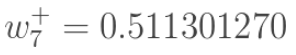 $w_7^+ = 0.511301270$